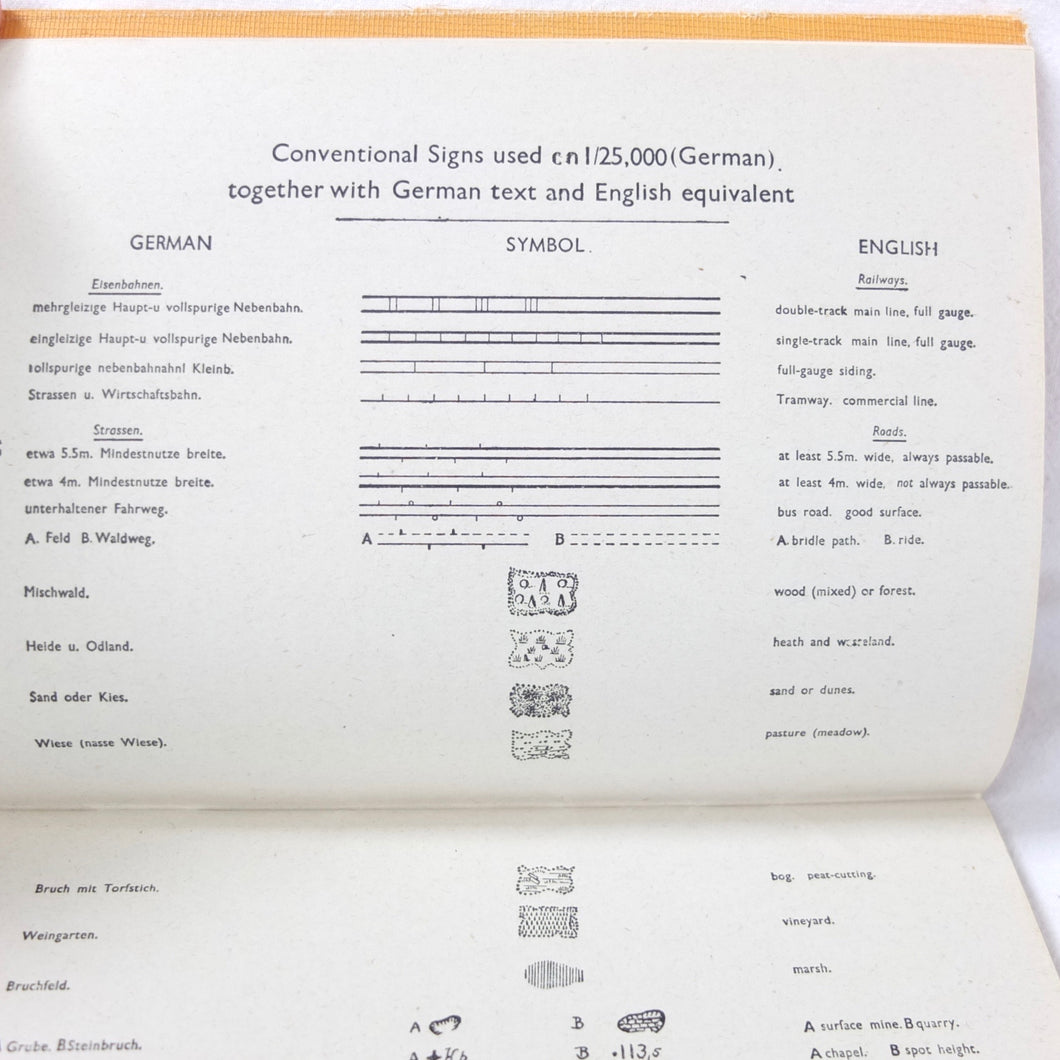 Conventional Signs used cn 1/25,000 (German).
together with German text and English equivalent
GERMAN SYMBOL. ENGLISH
Eisenbahnen. Railways.
mehrgleizige Haupt-u vollspurige Nebenbahn. double-track main line, full gauge.
eingleizige Haupt-u vollspurige Nebenbahn. single-track main line, full gauge.
ollspurige nebenbahnahnl Kleinb. full-gauge siding.
Strassen u. Wirtschaftsbahn. Tramway. commercial line.
Strassen. Roads.
etwa 5.5m. Mindestnutze breite. at least 5.5m. wide, always passable.
etwa 4m. Mindestnutze breite. at least 4m. wide, not always passable.
unterhaltener Fahrweg. bus road. good surface.
A. Feld B. Waldweg. A B A. bridle path. B. ride.
Mischwald. wood (mixed) or forest.
Heide u. Odland. heath and wasteland.
Sand oder Kies. sand or dunes.
Wiese (nasse Wiese). pasture (meadow).
Bruch mit Torfstich. bog. peat-cutting.
Weingarten. vineyard.
Bruchfeld. marsh.
Grube. B Steinbruch. A B A surface mine. B quarry.
A Kb B .113,5 A chapel. B spot height.